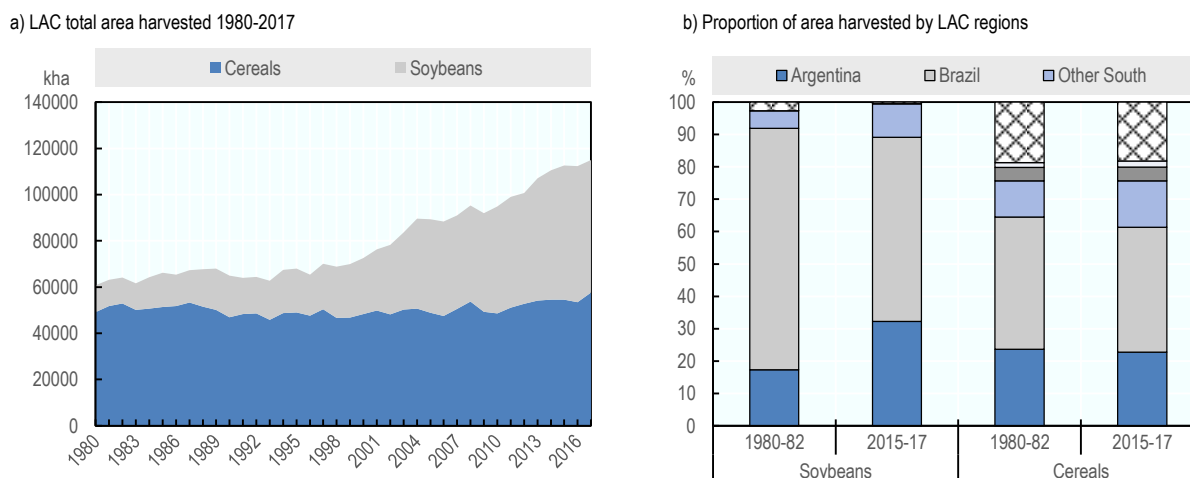 a) LAC total area harvested 1980-2017
Cereals Soybeans
kha
140000
120000
100000
80000
60000
40000
20000
0
1980 1983 1986 1989 1992 1995 1998 2001 2004 2007 2010 2013 2016
b) Proportion of area harvested by LAC regions
Argentina Brazil Other South
%
100
90
80
70
60
50
40
30
20
10
0
1980-82 2015-17 1980-82 2015-17
Soybeans Cereals